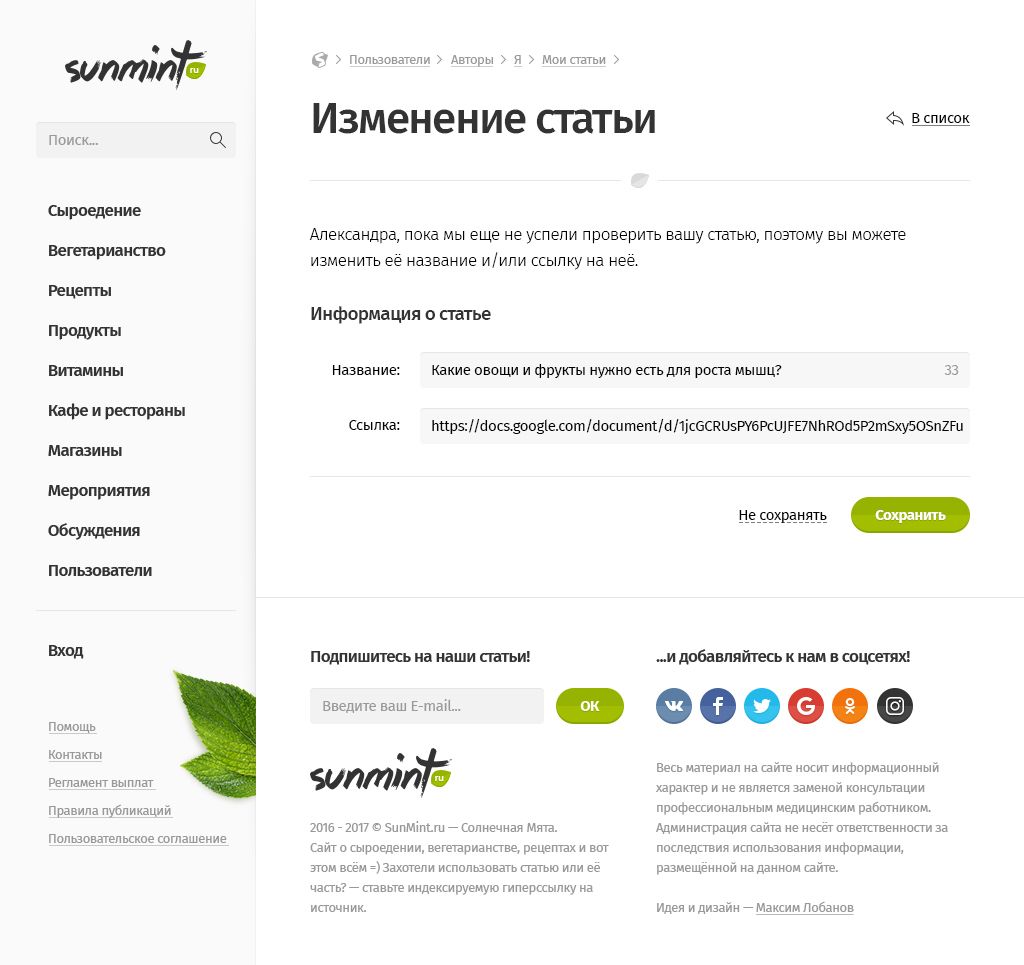 sunmint ru
Поиск...
Сыроедение
Вегетарианство
Рецепты
Продукты
Витамины
Кафе и рестораны
Магазины
Мероприятия
Обсуждения
Пользователи
Вход
Помощь
Контакты
Регламент выплат
Правила публикаций
Пользовательское соглашение
Пользователи Авторы Я Мои статьи
Изменение статьи
В список
Александра, пока мы еще не успели проверить вашу статью, поэтому вы можете
изменить её название и/или ссылку на неё.
Информация о статье
Название: Какие овощи и фрукты нужно есть для роста мышц? 33
Ссылка: https://docs.google.com/document/d/1jcGCRUsPY6PcUJFE7NhROd5P2mSxy5OSnZFu
Не сохранять Сохранить
Подпишитесь на наши статьи!
Введите ваш E-mail... ОК
sunmint ru
2016 - 2017 © SunMint.ru — Солнечная Мята.
Сайт о сыроедении, вегетарианстве, рецептах и вот
этом всём =) Захотели использовать статью или её
часть? — ставьте индексируемую гиперссылку на
источник.
...и добавляйтесь к нам в соцсетях!
Весь материал на сайте носит информационный
характер и не является заменой консультации
профессиональным медицинским работником.
Администрация сайта не несёт ответственности за
последствия использования информации,
размещённой на данном сайте.
Идея и дизайн — Максим Лобанов